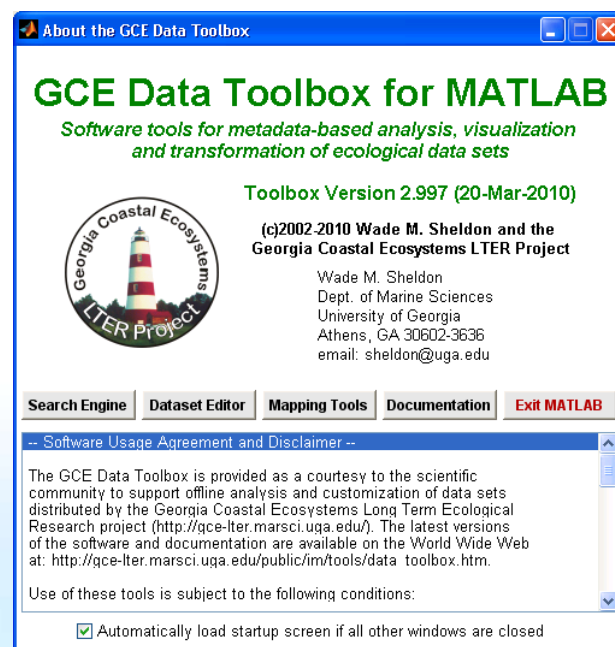 About the GCE Data Toolbox
GCE Data Toolbox for MATLAB
Software tools for metadata-based analysis, visualization
and transformation of ecological data sets
Georgia Coastal Ecosystems
LTER Project
Toolbox Version 2.997 (20-Mar-2010)
(c)2002-2010 Wade M. Sheldon and the
Georgia Coastal Ecosystems LTER Project
Wade M. Sheldon
Dept. of Marine Sciences
University of Georgia
Athens, GA 30602-3636
email: sheldon@uga.edu
Search Engine Dataset Editor Mapping Tools Documentation Exit MATLAB
-- Software Usage Agreement and Disclaimer --
The GCE Data Toolbox is provided as a courtesy to the scientific
community to support offline analysis and customization of data sets
distributed by the Georgia Coastal Ecosystems Long Term Ecological
Research project (http://gce-lter.marsci.uga.edu/). The latest versions
of the software and documentation are available on the World Wide Web
at: http://gce-lter.marsci.uga.edu/public/im/tools/data_toolbox.htm.
Use of these tools is subject to the following conditions:
Automatically load startup screen if all other windows are closed